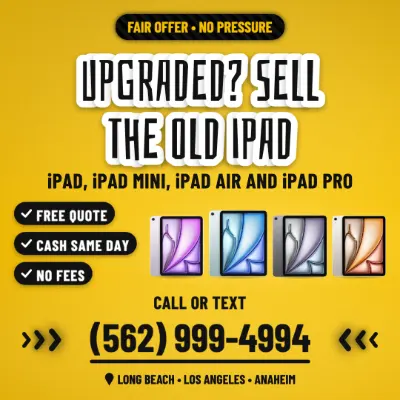 FAIR OFFER • NO PRESSURE
UPGRADED? SELL
THE OLD IPAD
iPAD, iPAD MINI, iPAD AIR AND iPAD PRO
FREE QUOTE
CASH SAME DAY
NO FEES
CALL OR TEXT
(562) 999-4994
LONG BEACH • LOS ANGELES • ANAHEIM